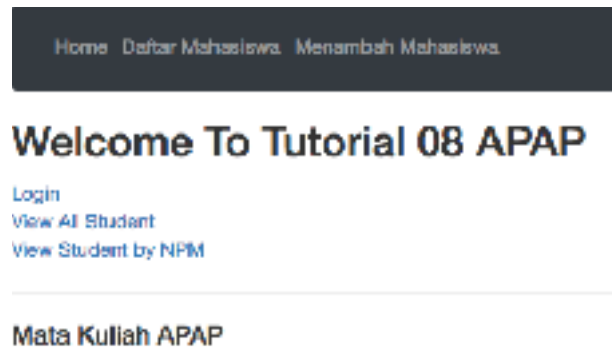 Home Daftar Mahasiswa Menambah Mahasiswa
Welcome To Tutorial 08 APAP
Login
View All Student
View Student by NPM
Mata Kuliah APAP